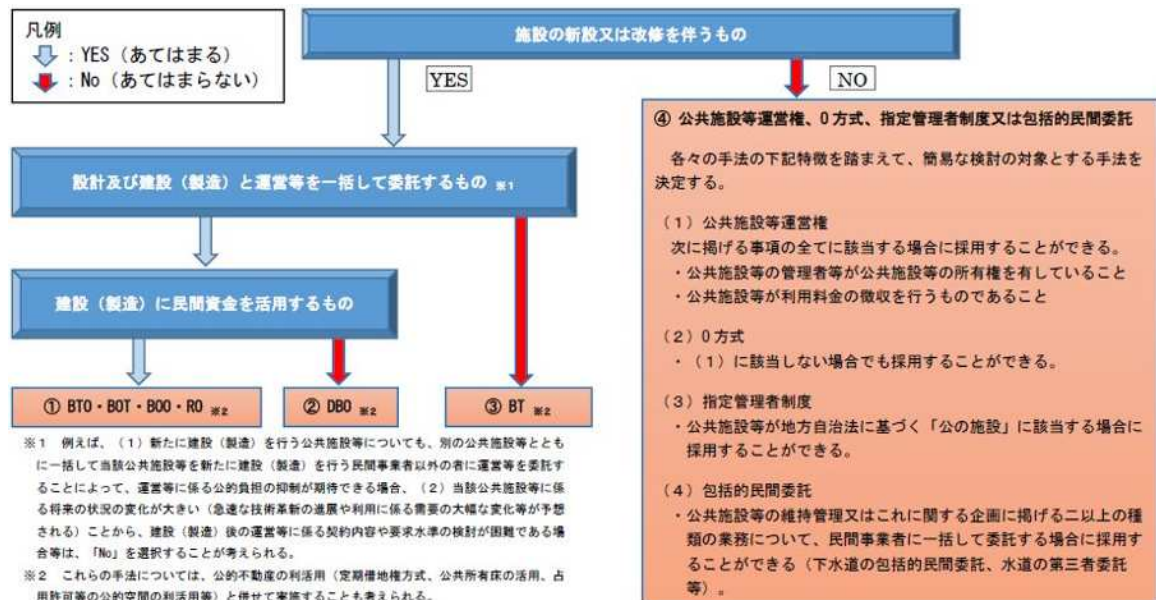 凡例
：YES（あてはまる）
：No（あてはまらない）
施設の新設又は改修を伴うもの
YES
NO
設計及び建設（製造）と運営等を一括して委託するもの ※1
建設（製造）に民間資金を活用するもの
① BTO・BOT・BOO・RO ※2
② DBO ※2
③ BT ※2
※1　例えば、（１）新たに建設（製造）を行う公共施設等についても、別の公共施設等ととも
に一括して当該公共施設等を新たに建設（製造）を行う民間事業者以外の者に運営等を委託す
ることによって、運営等に係る公的負担の抑制が期待できる場合、（２）当該公共施設等に係
る将来の状況の変化が大きい（急速な技術革新の進展や利用に係る需要の大幅な変化等が予想
される）ことから、建設（製造）後の運営等に係る契約内容や要求水準の検討が困難である場
合等は、「No」を選択することが考えられる。
※2　これらの手法については、公的不動産の利活用（定期借地権方式、公共所有床の活用、占
用許可等の公的空間の利活用等）と併せて実施することも考えられる。
④ 公共施設等運営権、O方式、指定管理者制度又は包括的民間委託
各々の手法の下記特徴を踏まえて、簡易な検討の対象とする手法を
決定する。
（１）公共施設等運営権
次に掲げる事項の全てに該当する場合に採用することができる。
・公共施設等の管理者等が公共施設等の所有権を有していること
・公共施設等が利用料金の徴収を行うものであること
（２）O方式
・（１）に該当しない場合でも採用することができる。
（３）指定管理者制度
・公共施設等が地方自治法に基づく「公の施設」に該当する場合に
採用することができる。
（４）包括的民間委託
・公共施設等の維持管理又はこれに関する企画に掲げる二以上の種
類の業務について、民間事業者に一括して委託する場合に採用す
ることができる（下水道の包括的民間委託、水道の第三者委託
等）。